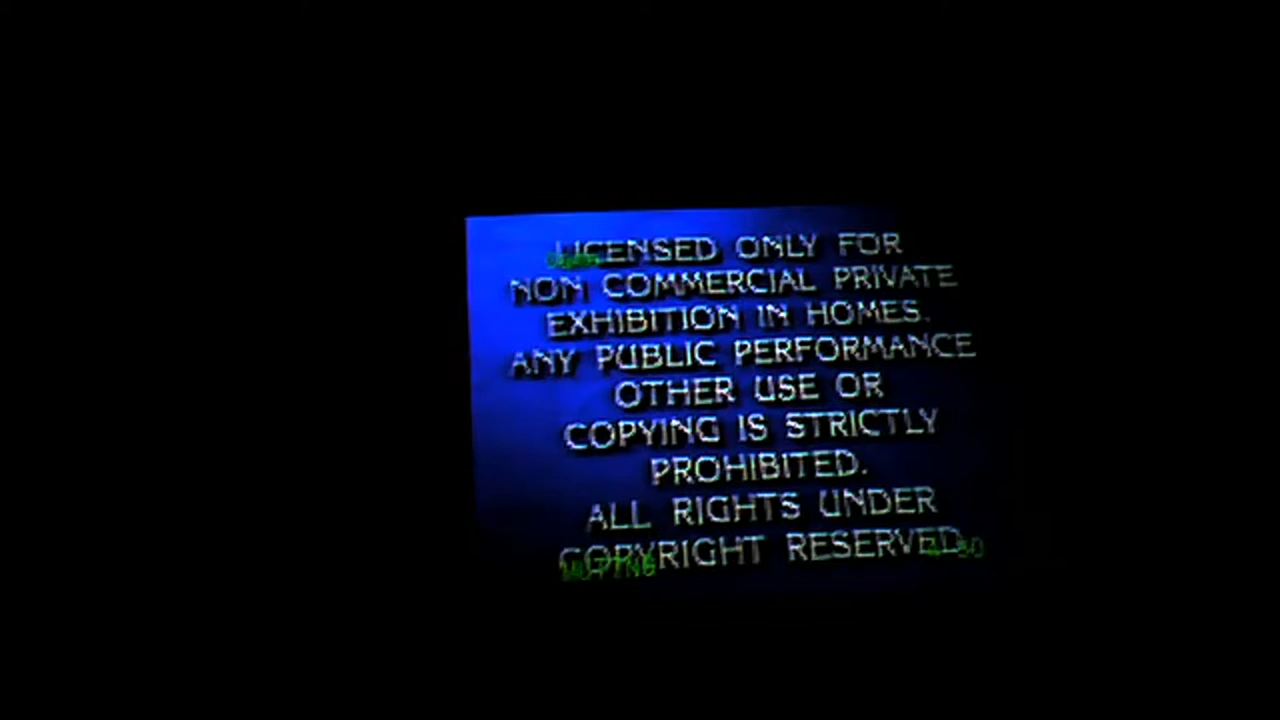 LICENSED ONLY FOR
NON COMMERCIAL PRIVATE
EXHIBITION IN HOMES.
ANY PUBLIC PERFORMANCE
OTHER USE OR
COPYING IS STRICTLY
PROHIBITED.
ALL RIGHTS UNDER
COPYRIGHT RESERVED